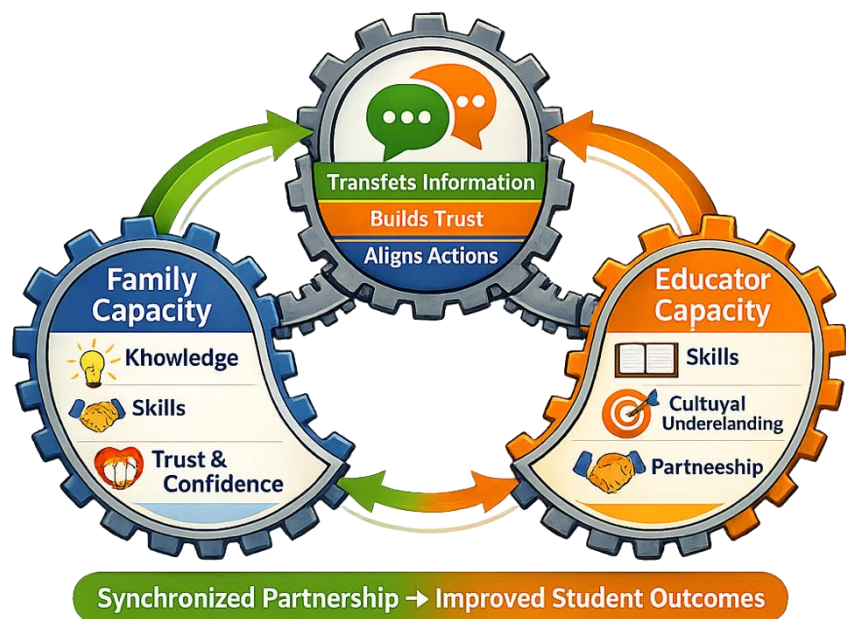 Transfets Information
Builds Trust
Aligns Actions
Family
Capacity
Khowledge
Skills
Trust &
Confidence
Educator
Capacity
Skills
Cultuyal
Underelanding
Partneeship
Synchronized Partnership → Improved Student Outcomes